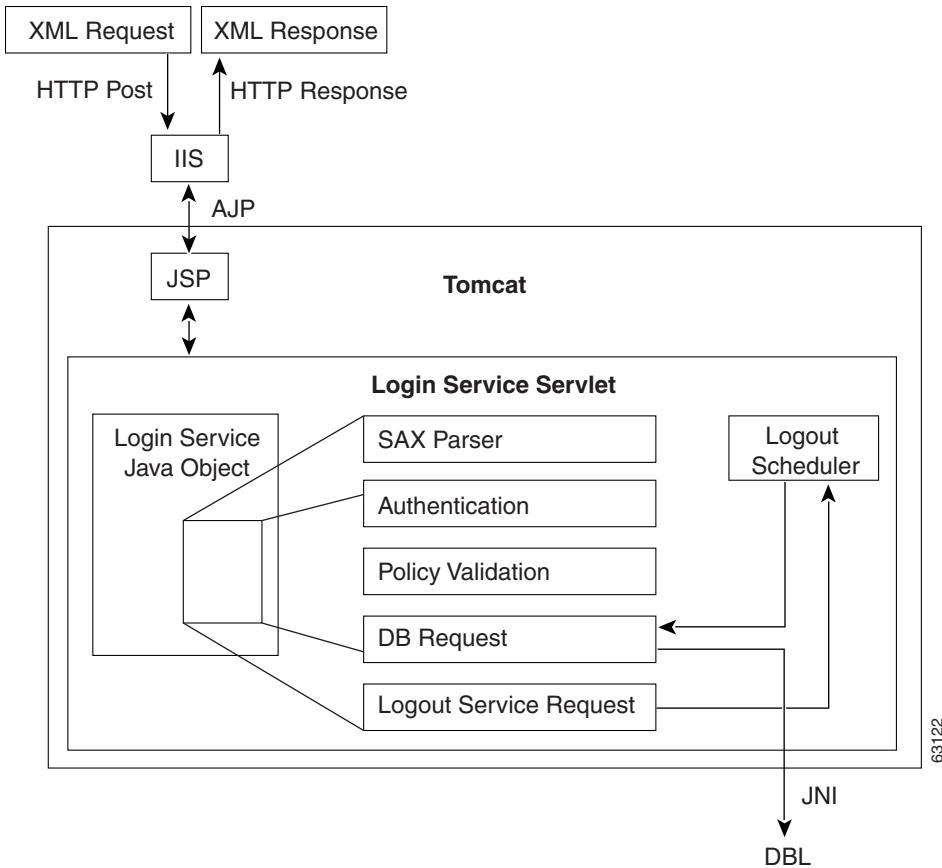 XML Request
XML Response
HTTP Post
HTTP Response
IIS
AJP
JSP
Tomcat
Login Service Servlet
Login Service
Java Object
SAX Parser
Authentication
Policy Validation
DB Request
Logout Service Request
Logout
Scheduler
63122
JNI
DBL